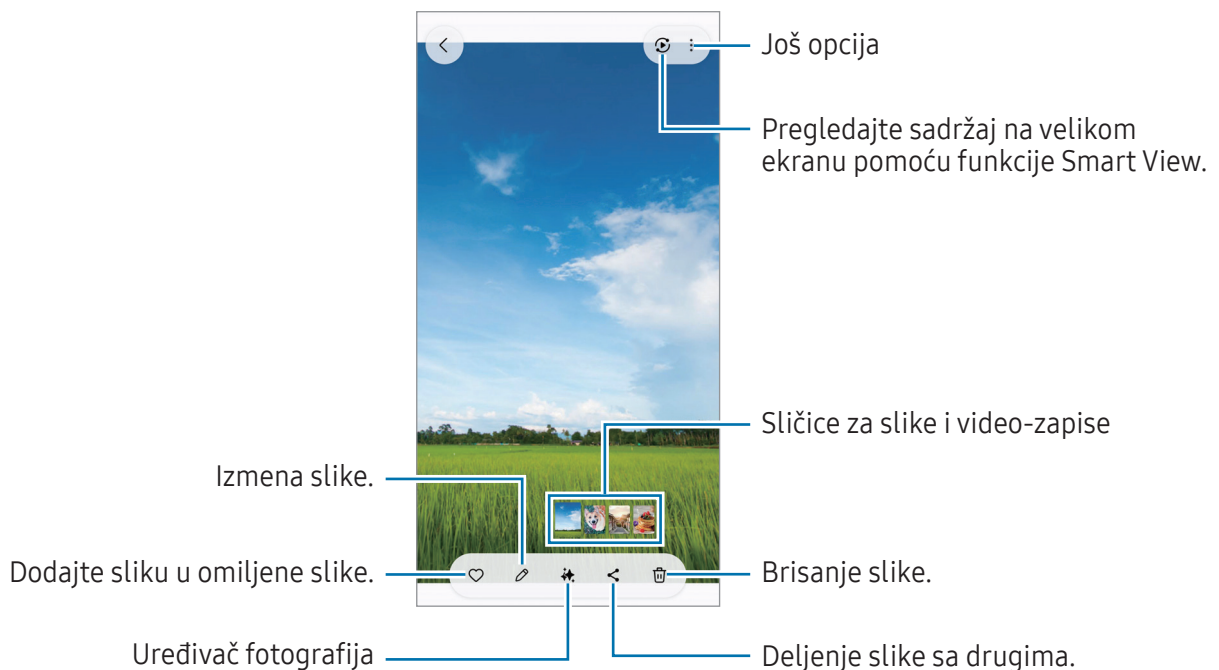 Još opcija
Pregledajte sadržaj na velikom
ekranu pomoću funkcije Smart View.
Sličice za slike i video-zapise
Izmena slike.
Dodajte sliku u omiljene slike.
Brisanje slike.
Uređivač fotografija
Deljenje slike sa drugima.